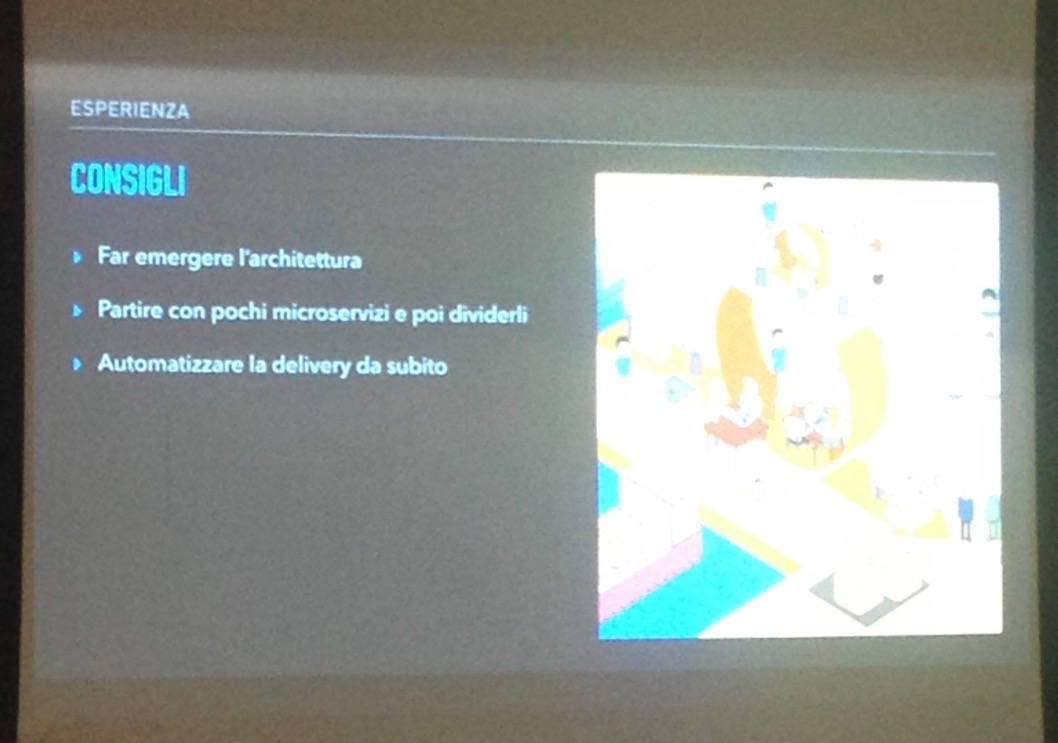 ESPERIENZA
CONSIGLI
Far emergere l'architettura
Partire con pochi microservizi e poi dividerli
Automatizzare la delivery da subito